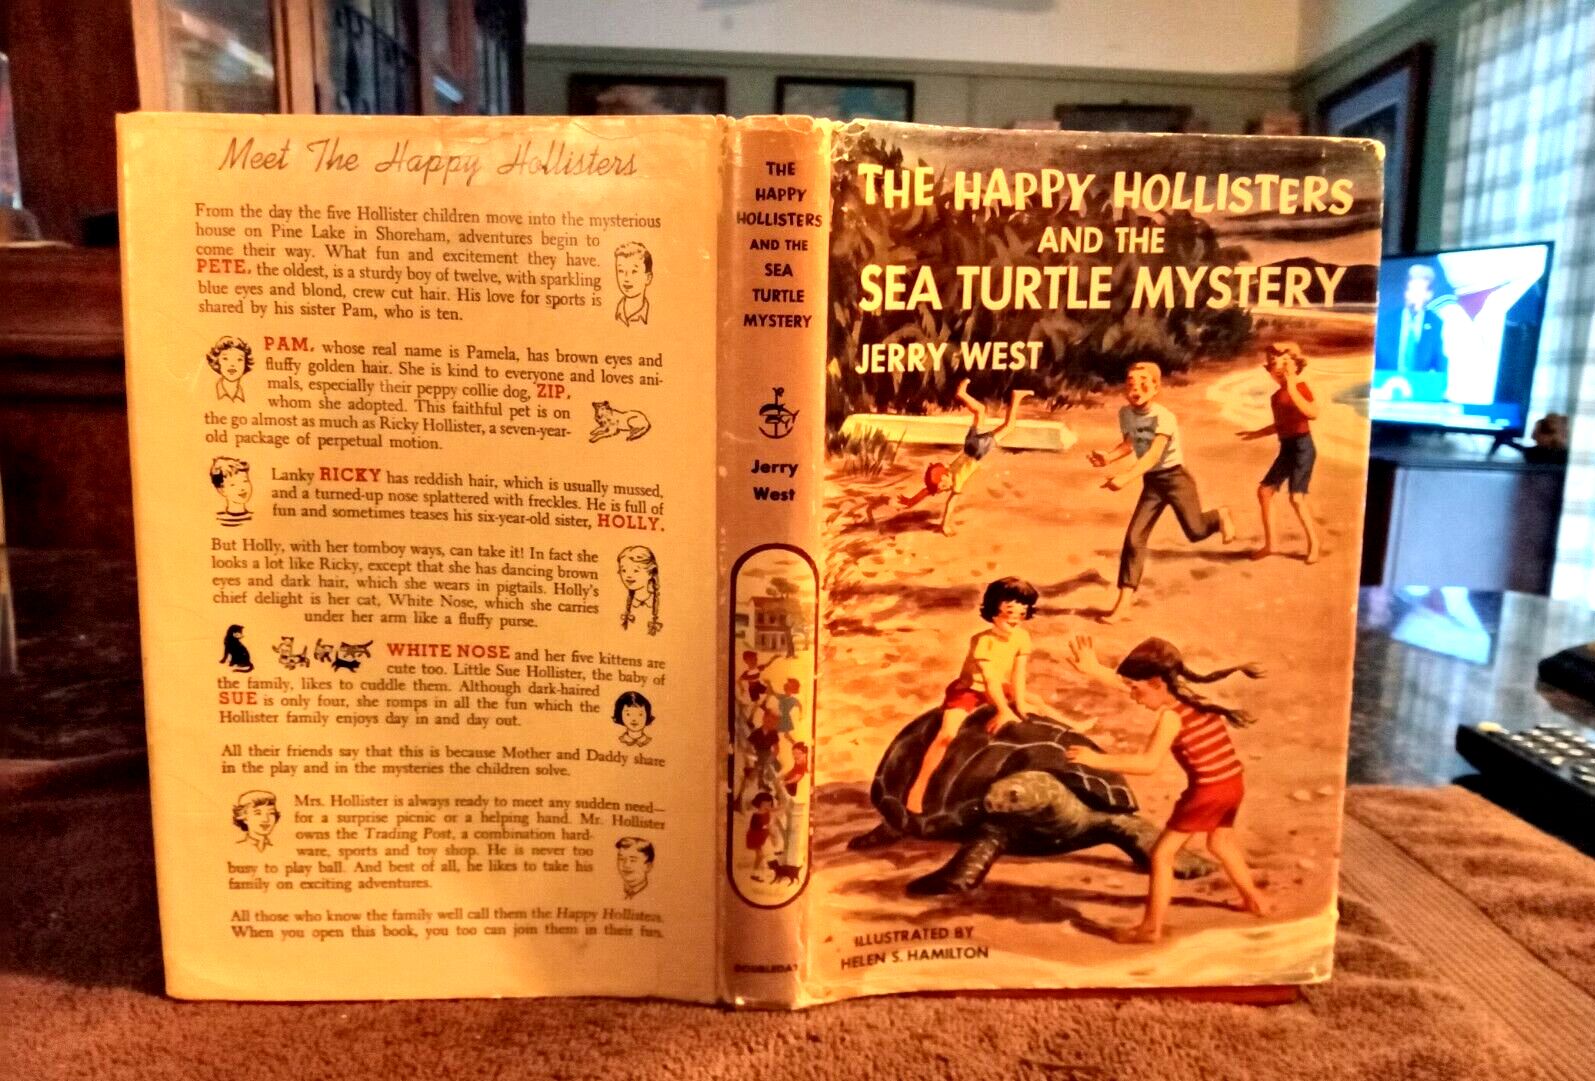 Meet The Happy Hollisters
From the day the five Hollister children move into the mysterious
house on Pine Lake in Shoreham, adventures begin to
come their way. What fun and excitement they have.
PETE, the oldest, is a sturdy boy of twelve, with sparkling
blue eyes and blond, crew cut hair. His love for sports is
shared by his sister Pam, who is ten.
PAM, whose real name is Pamela, has brown eyes and
fluffy golden hair. She is kind to everyone and loves ani-
mals, especially their peppy collie dog, ZIP,
whom she adopted. This faithful pet is on
the go almost as much as Ricky Hollister, a seven-year-
old package of perpetual motion.
Lanky RICKY has reddish hair, which is usually mussed,
and a turned-up nose splattered with freckles. He is full of
fun and sometimes teases his six-year-old sister, HOLLY.
But Holly, with her tomboy ways, can take it! In fact she
looks a lot like Ricky, except that she has dancing brown
eyes and dark hair, which she wears in pigtails. Holly's
chief delight is her cat, White Nose, which she carries
under her arm like a fluffy purse.
WHITE NOSE and her five kittens are
cute too. Little Sue Hollister, the baby of
the family, likes to cuddle them. Although dark-haired
SUE is only four, she romps in all the fun which the
Hollister family enjoys day in and day out.
All their friends say that this is because Mother and Daddy share
in the play and in the mysteries the children solve.
Mrs. Hollister is always ready to meet any sudden need—
for a surprise picnic or a helping hand. Mr. Hollister
owns the Trading Post, a combination hard-
ware, sports and toy shop. He is never too
busy to play ball. And best of all, he likes to take his
family on exciting adventures.
All those who know the family well call them the Happy Hollisters.
When you open this book, you too can join them in their fun.
THE
HAPPY
HOLLISTERS
AND THE
SEA
TURTLE
MYSTERY
Jerry
West
DOUBLEDAY
THE HAPPY HOLLISTERS
AND THE
SEA TURTLE MYSTERY
JERRY WEST
ILLUSTRATED BY
HELEN S. HAMILTON